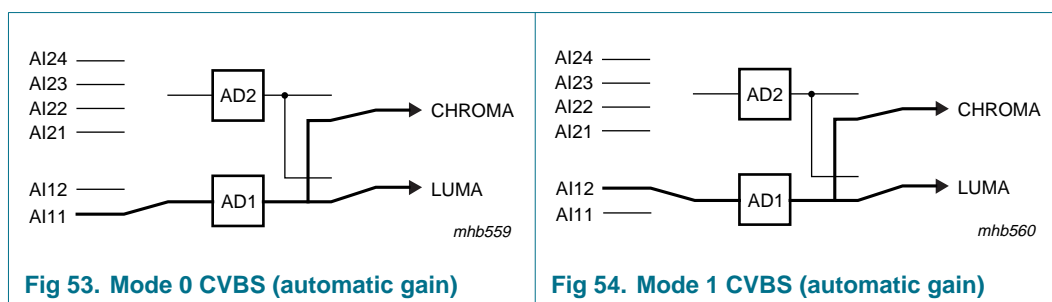 AI24
AI23
AI22
AI21
AI12
AI11
AD2
AD1
CHROMA
LUMA
mhb559
Fig 53. Mode 0 CVBS (automatic gain)
AI24
AI23
AI22
AI21
AI12
AI11
AD2
AD1
CHROMA
LUMA
mhb560
Fig 54. Mode 1 CVBS (automatic gain)